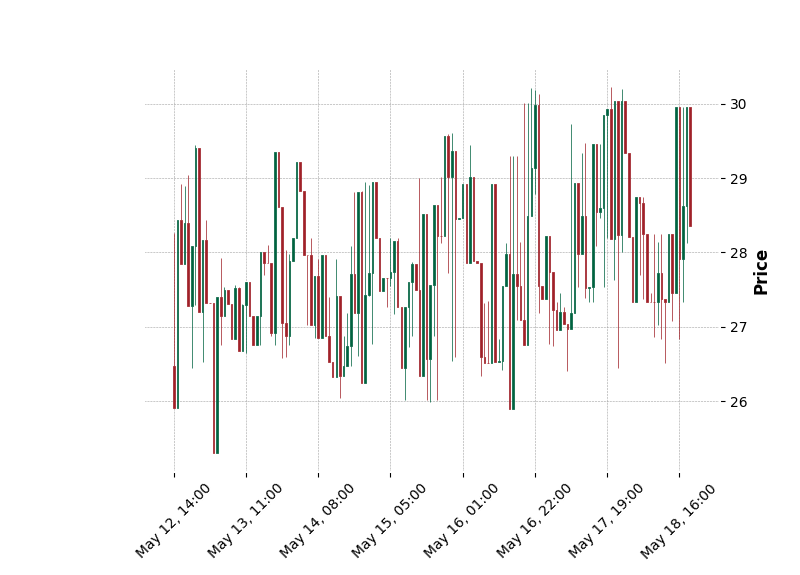 30
29
28
27
26
Price
May 12, 14:00
May 13, 11:00
May 14, 08:00
May 15, 05:00
May 16, 01:00
May 16, 22:00
May 17, 19:00
May 18, 16:00